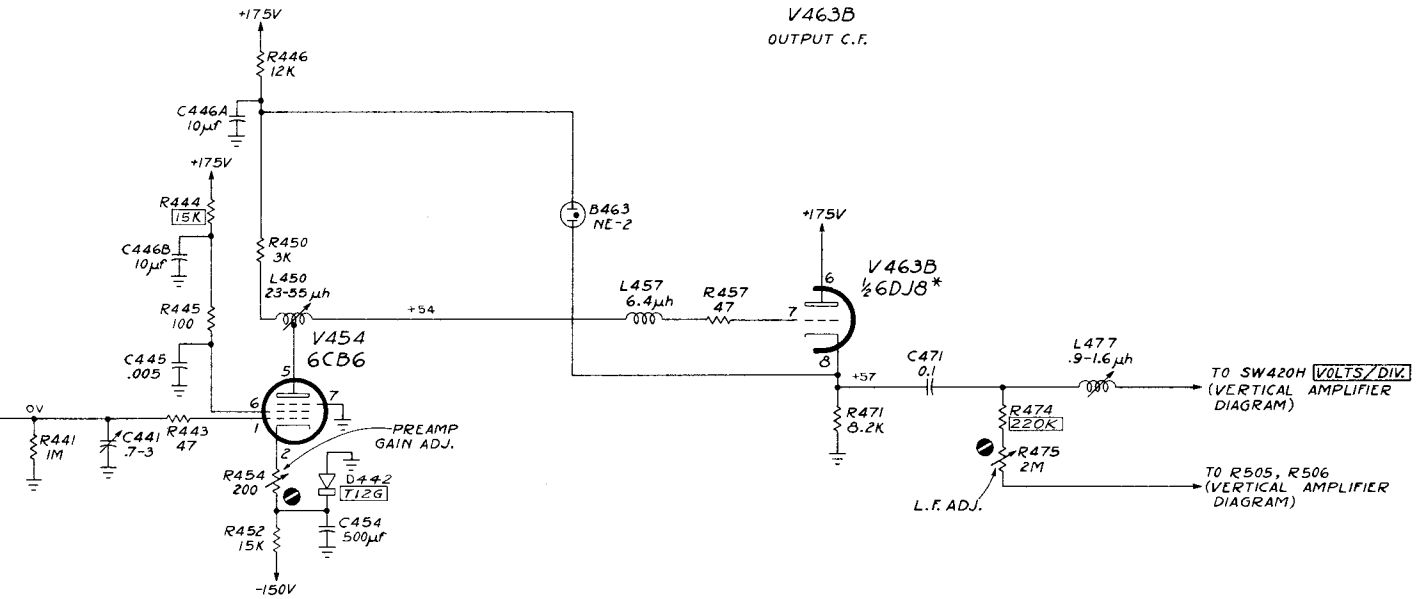 V463B
OUTPUT C.F.
+175V
R446
12K
C446A
10µf
+175V
R444
15K
C446B
10µf
R450
3K
L450
23-55 µh
R445
100
C445
.005
B463
NE-2
+175V
6
V463B
½6DJ8*
7
8
L457
6.4µh
R457
47
+54
V454
6CB6
5
7
6
1
2
0V
R441
1M
C441
.7-3
R443
47
PREAMP
GAIN ADJ.
R454
200
D442
T12G
C454
500µf
R452
15K
-150V
+57
C471
0.1
R471
8.2K
L477
.9-1.6 µh
R474
220K
R475
2M
L.F. ADJ.
TO SW420H VOLTS/DIV.
(VERTICAL AMPLIFIER
DIAGRAM)
TO R505, R506
(VERTICAL AMPLIFIER
DIAGRAM)